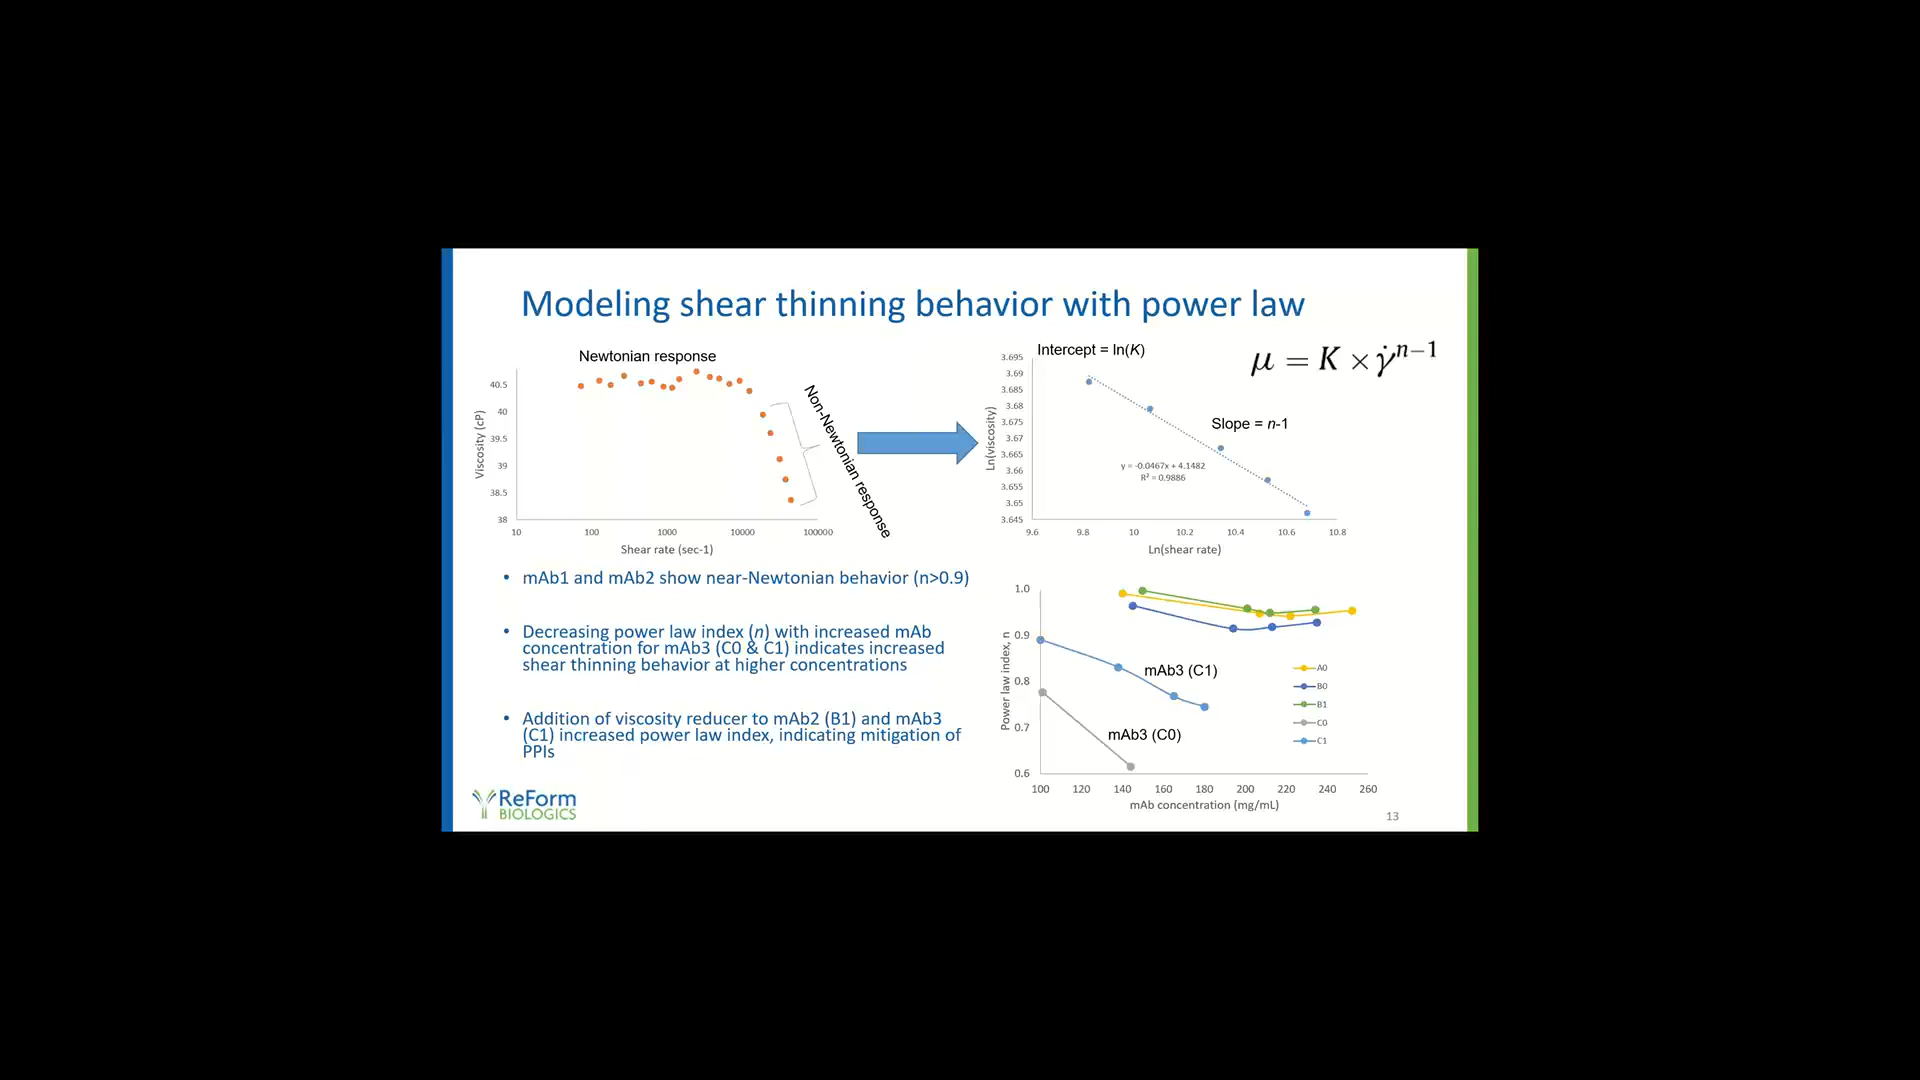 Modeling shear thinning behavior with power law
Newtonian response
40.5
40
39.5
39
38.5
38
Viscosity (cP)
10 100 1000 10000 100000
Shear rate (sec-1)
Non-Newtonian response
Intercept = ln(K)
3.695
3.69
3.685
3.68
3.675
3.67
3.665
3.66
3.655
3.65
3.645
Ln(viscosity)
Slope = n-1
y = -0.0467x + 4.1482
R² = 0.9886
9.6 9.8 10 10.2 10.4 10.6 10.8
Ln(shear rate)
μ = K × γ̇ⁿ⁻¹
• mAb1 and mAb2 show near-Newtonian behavior (n>0.9)
• Decreasing power law index (n) with increased mAb
concentration for mAb3 (C0 & C1) indicates increased
shear thinning behavior at higher concentrations
• Addition of viscosity reducer to mAb2 (B1) and mAb3
(C1) increased power law index, indicating mitigation of
PPIs
1.0
0.9
0.8
0.7
0.6
Power law index, n
mAb3 (C1)
mAb3 (C0)
A0
B0
B1
C0
C1
100 120 140 160 180 200 220 240 260
mAb concentration (mg/mL)
ReForm
BIOLOGICS
13